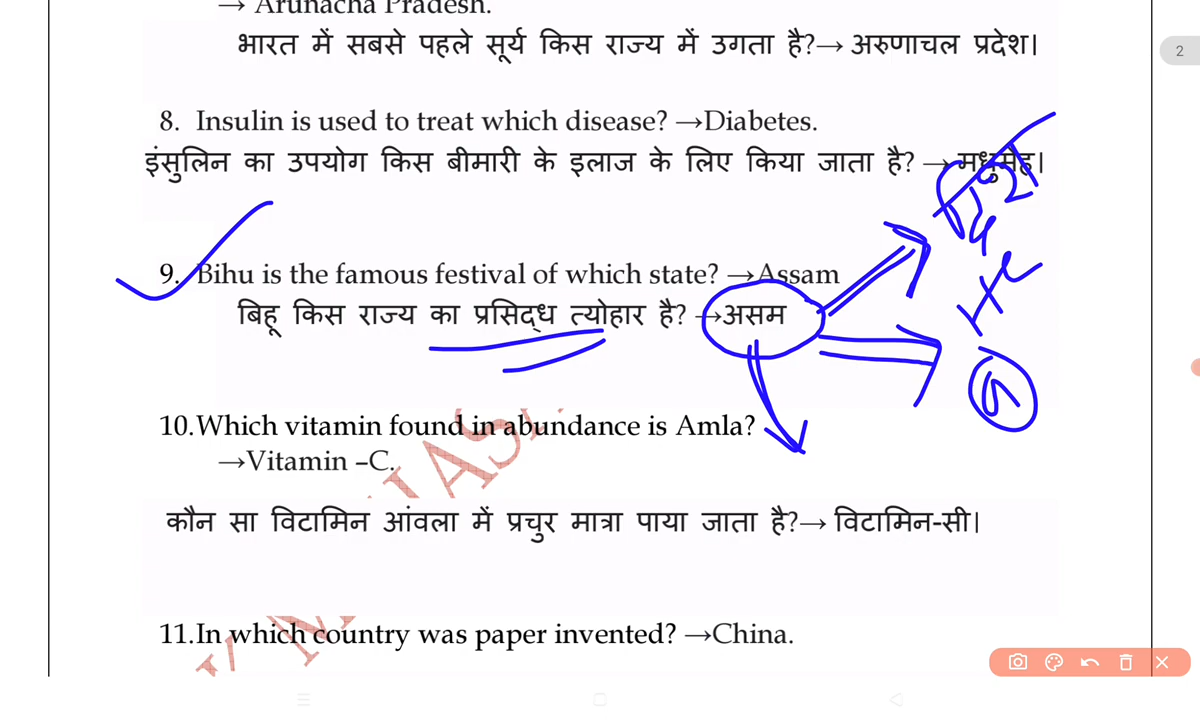 → Arunacha Pradesh.
भारत में सबसे पहले सूर्य किस राज्य में उगता है?→ अरुणाचल प्रदेश।
2
8. Insulin is used to treat which disease? →Diabetes.
इंसुलिन का उपयोग किस बीमारी के इलाज के लिए किया जाता है? →मधुमेह।
9. Bihu is the famous festival of which state? →Assam
बिहू किस राज्य का प्रसिद्ध त्योहार है? →असम
10.Which vitamin found in abundance is Amla?
→Vitamin –C.
कौन सा विटामिन आंवला में प्रचुर मात्रा पाया जाता है?→ विटामिन-सी।
11.In which country was paper invented? →China.